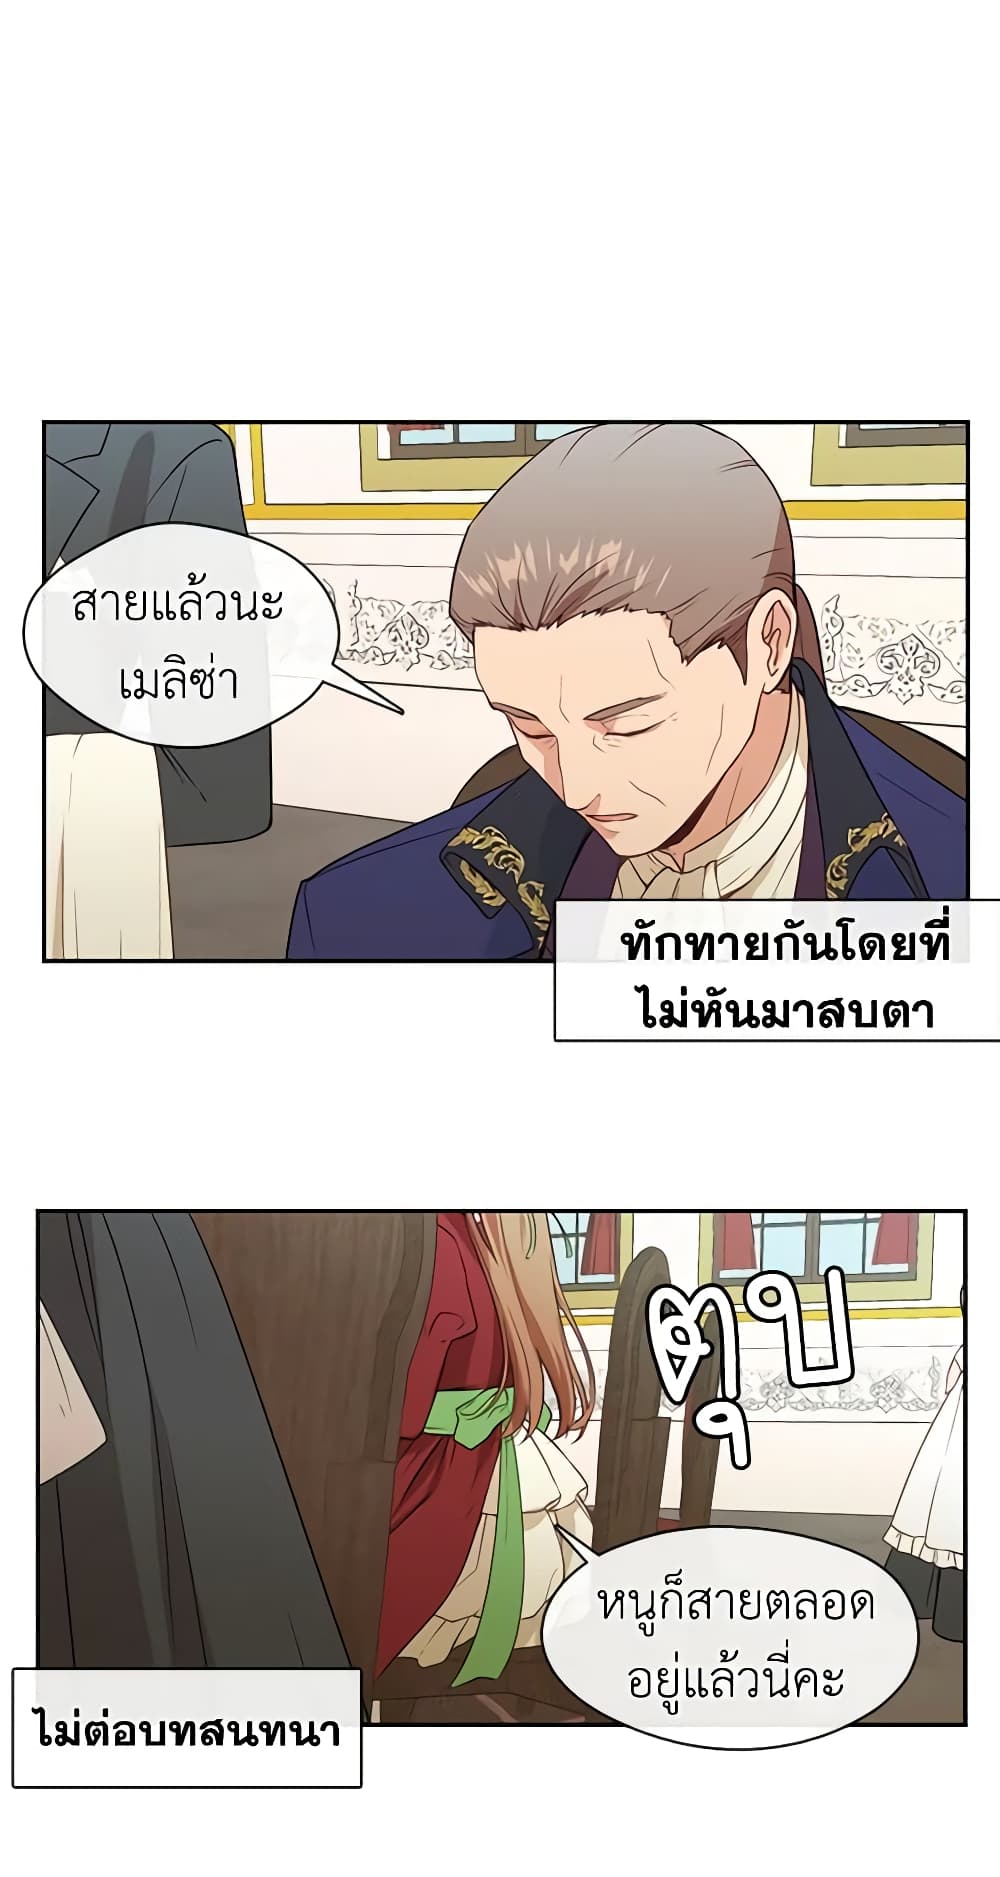 สายแล้วนะ
เมลิซ่า
ทักทายกันโดยที่
ไม่หันมาสบตา
ตุบ
หนูก็สายตลอด
อยู่แล้วนี่คะ
ไม่ต่อบทสนทนา